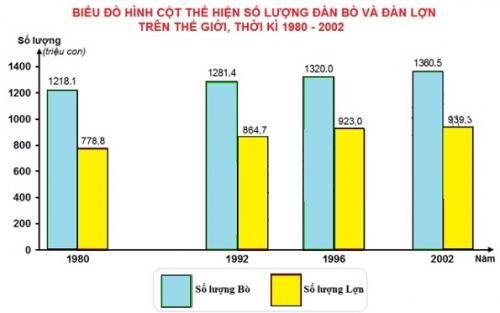 BIỂU ĐỒ HÌNH CỘT THỂ HIỆN SỐ LƯỢNG ĐÀN BÒ VÀ ĐÀN LỢN
TRÊN THẾ GIỚI, THỜI KÌ 1980 - 2002
Số lượng
(triệu con)
1400
1200
1000
800
600
400
200
0
1218.1
778,8
1281.4
864,7
1320.0
923,0
1360.5
939,3
1980
1992
1996
2002
Năm
Số lượng Bò
Số lượng Lợn